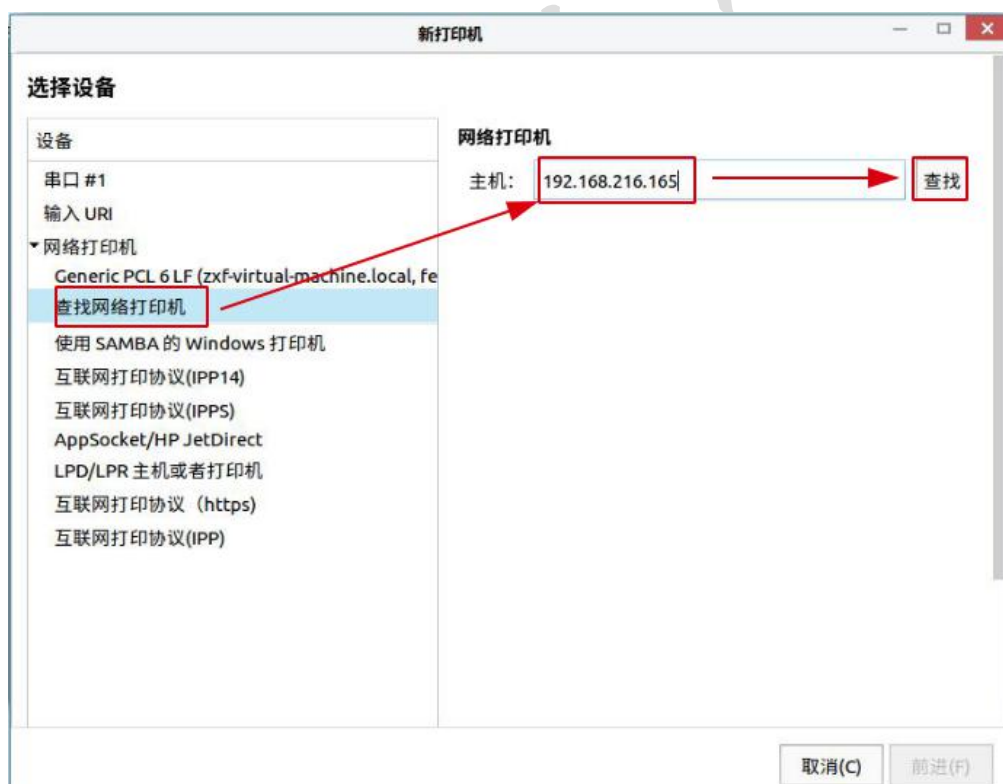 新打印机
选择设备
设备
串口 #1
输入 URI
网络打印机
Generic PCL 6 LF (zxf-virtual-machine.local, fe
查找网络打印机
使用 SAMBA 的 Windows 打印机
互联网打印协议(IPP14)
互联网打印协议(IPPS)
AppSocket/HP JetDirect
LPD/LPR 主机或者打印机
互联网打印协议（https)
互联网打印协议(IPP)
网络打印机
主机： 192.168.216.165 查找
取消(C) 前进(F)